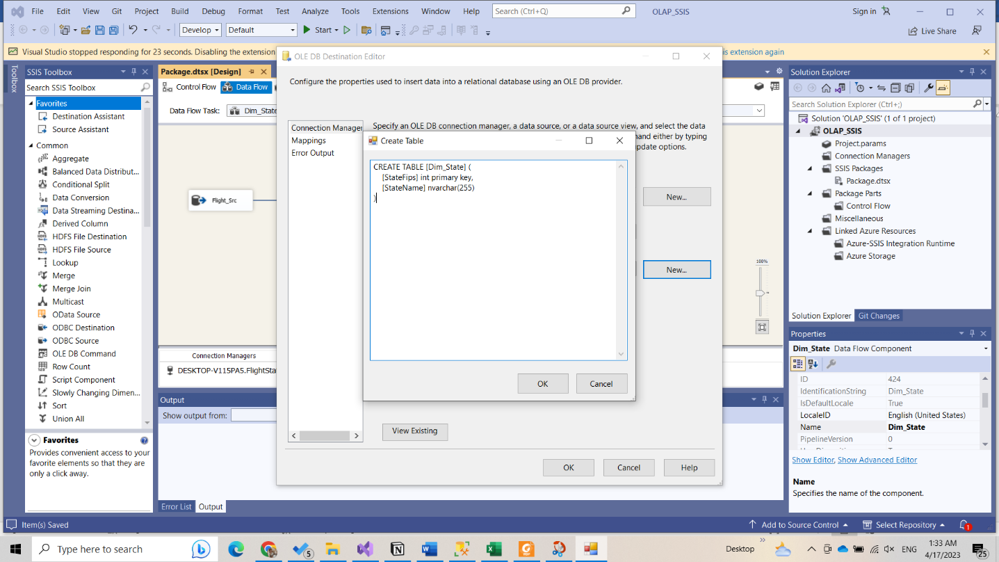 File Edit View Git Project Build Debug Format Test Analyze Tools Extensions Window Help Search (Ctrl+Q) OLAP_SSIS Sign in
Develop Default Start Live Share
Visual Studio stopped responding for 23 seconds. Disabling the extension
is extension again
SSIS Toolbox
Toolbox
Search SSIS Toolbox
Favorites
Destination Assistant
Source Assistant
Common
Aggregate
Balanced Data Distribut...
Conditional Split
Data Conversion
Data Streaming Destina...
Derived Column
HDFS File Destination
HDFS File Source
Lookup
Merge
Merge Join
Multicast
OData Source
ODBC Destination
ODBC Source
OLE DB Command
Row Count
Script Component
Slowly Changing Dimen...
Sort
Union All
Favorites
Provides convenient access to your
favorite elements so that they are
only a click away.
Package.dtsx [Design]
Control Flow Data Flow
Data Flow Task: Dim_State
Flight_Src
100%
Connection Managers
DESKTOP-V115PA5.FlightSta
Output
Show output from:
Error List Output
OLE DB Destination Editor
Configure the properties used to insert data into a relational database using an OLE DB provider.
Connection Manager
Mappings
Error Output
Specify an OLE DB connection manager, a data source, or a data source view, and select the data
mand either by typing
update options.
New...
New...
View Existing
OK Cancel Help
Create Table
CREATE TABLE [Dim_State] (
[StateFips] int primary key,
[StateName] nvarchar(255)
)
OK Cancel
Solution Explorer
Search Solution Explorer (Ctrl+;)
Solution 'OLAP_SSIS' (1 of 1 project)
OLAP_SSIS
Project.params
Connection Managers
SSIS Packages
Package.dtsx
Package Parts
Control Flow
Miscellaneous
Linked Azure Resources
Azure-SSIS Integration Runtime
Azure Storage
Solution Explorer Git Changes
Properties
Dim_State Data Flow Component
ID 424
IdentificationString Dim_State
IsDefaultLocale True
LocaleID English (United States)
Name Dim_State
PipelineVersion 0
Show Editor, Show Advanced Editor
Name
Specifies the name of the component.
Item(s) Saved Add to Source Control Select Repository 1
Type here to search 5 Desktop ENG 1:33 AM
4/17/2023 25